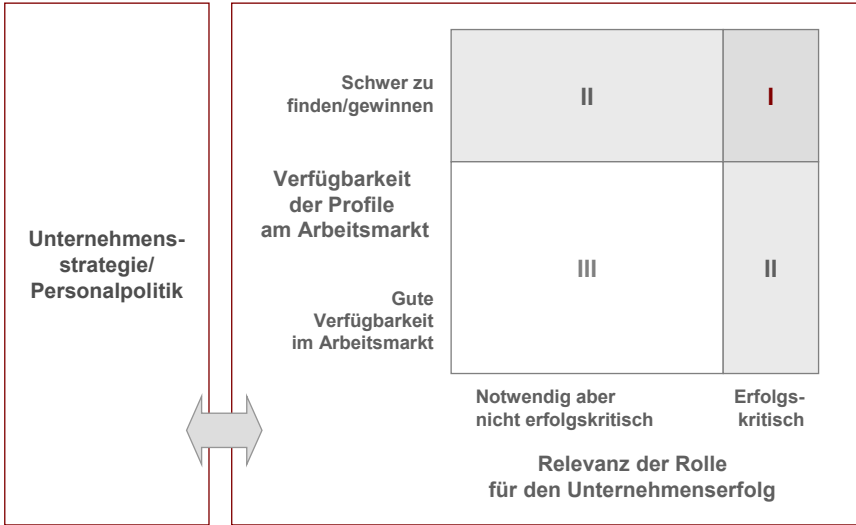 Unternehmens-
strategie/
Personalpolitik
Schwer zu
finden/gewinnen
Verfügbarkeit
der Profile
am Arbeitsmarkt
Gute
Verfügbarkeit
im Arbeitsmarkt
II
I
III
II
Notwendig aber
nicht erfolgskritisch
Erfolgs-
kritisch
Relevanz der Rolle
für den Unternehmenserfolg